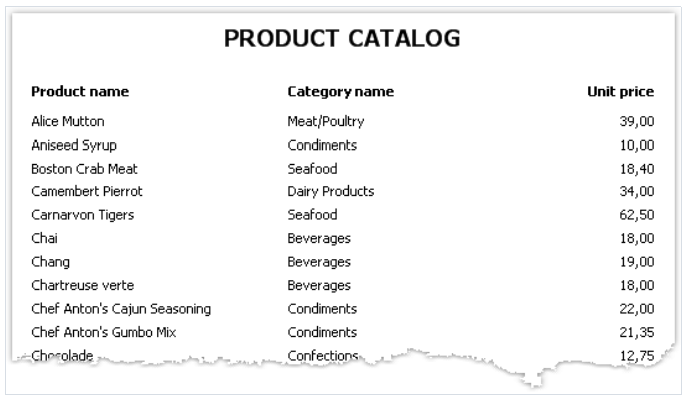 PRODUCT CATALOG
Product name Category name Unit price
Alice Mutton Meat/Poultry 39,00
Aniseed Syrup Condiments 10,00
Boston Crab Meat Seafood 18,40
Camembert Pierrot Dairy Products 34,00
Carnarvon Tigers Seafood 62,50
Chai Beverages 18,00
Chang Beverages 19,00
Chartreuse verte Beverages 18,00
Chef Anton's Cajun Seasoning Condiments 22,00
Chef Anton's Gumbo Mix Condiments 21,35
Chocolade Confections 12,75